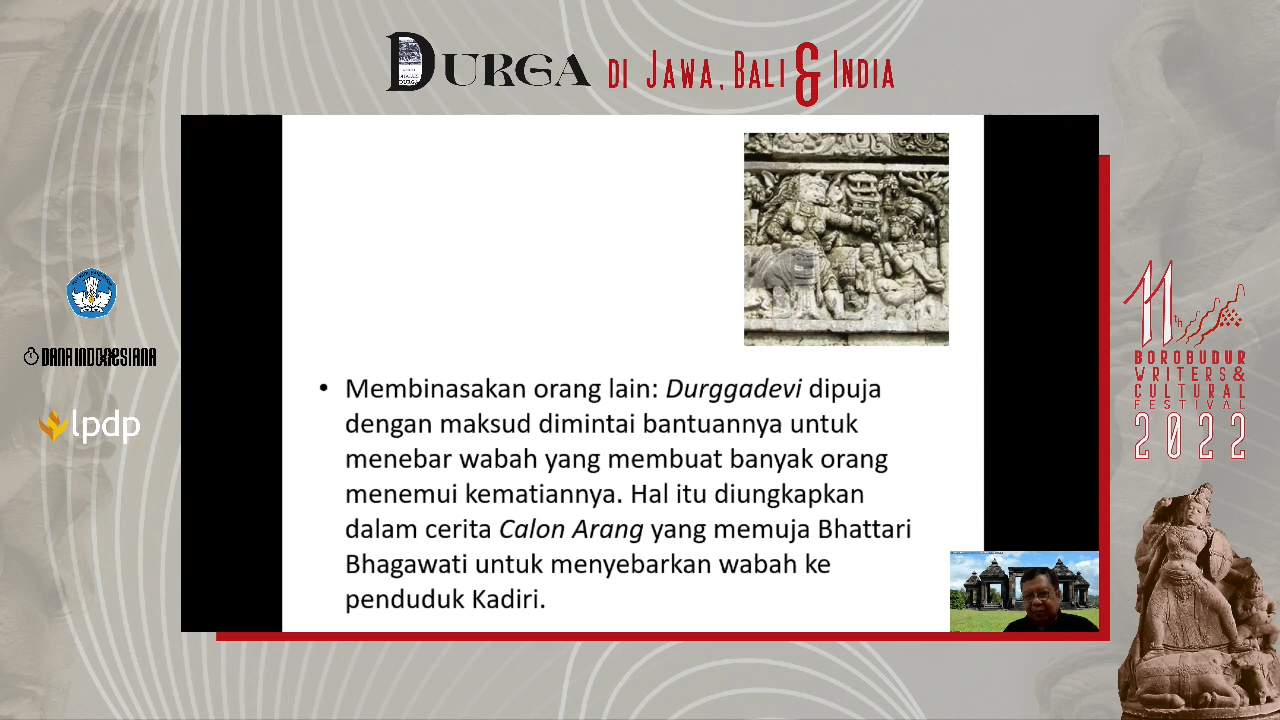 DURGA DI JAWA, BALI & INDIA
• Membinasakan orang lain: Durggadevi dipuja
dengan maksud dimintai bantuannya untuk
menebar wabah yang membuat banyak orang
menemui kematiannya. Hal itu diungkapkan
dalam cerita Calon Arang yang memuja Bhattari
Bhagawati untuk menyebarkan wabah ke
penduduk Kadiri.
DANA INDONESIANA
lpdp
11th
BOROBUDUR
WRITERS &
CULTURAL
FESTIVAL
2022